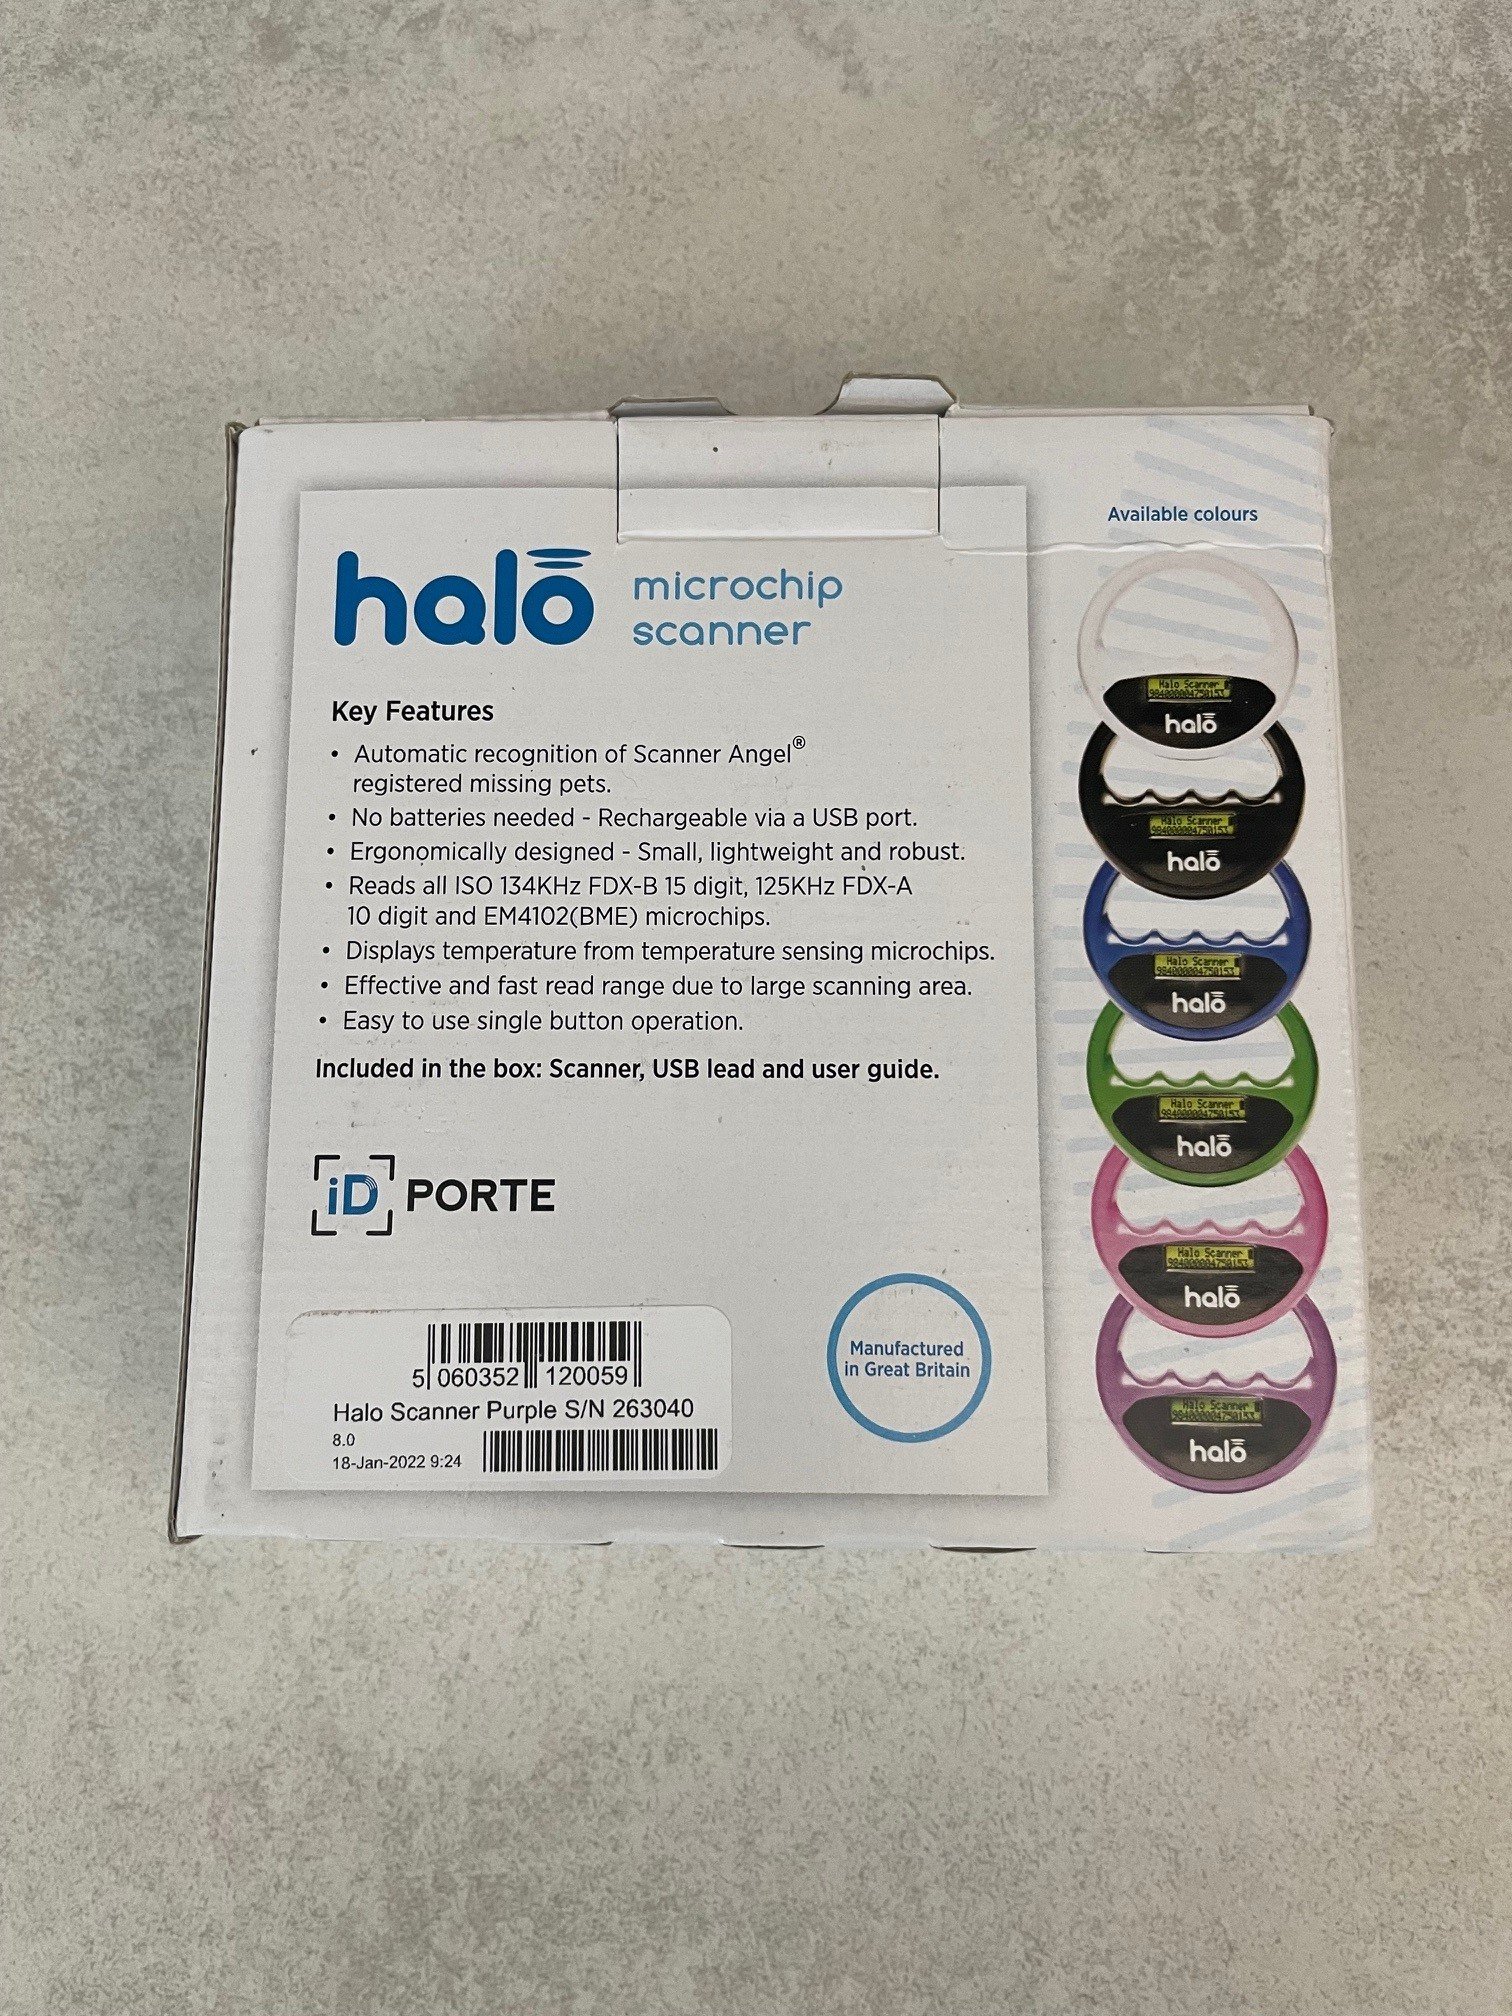 halo microchip
scanner
Key Features
• Automatic recognition of Scanner Angel®
registered missing pets.
• No batteries needed - Rechargeable via a USB port.
• Ergonomically designed - Small, lightweight and robust.
• Reads all ISO 134KHz FDX-B 15 digit, 125KHz FDX-A
10 digit and EM4102(BME) microchips.
• Displays temperature from temperature sensing microchips.
• Effective and fast read range due to large scanning area.
• Easy to use single button operation.
Included in the box: Scanner, USB lead and user guide.
iD PORTE
5 060352 120059
Halo Scanner Purple S/N 263040
8.0
18-Jan-2022 9:24
Manufactured
in Great Britain
Available colours
Halo Scanner
halo
Halo Scanner
halo
Halo Scanner
halo
Halo Scanner
halo
Halo Scanner
halo
Halo Scanner
halo